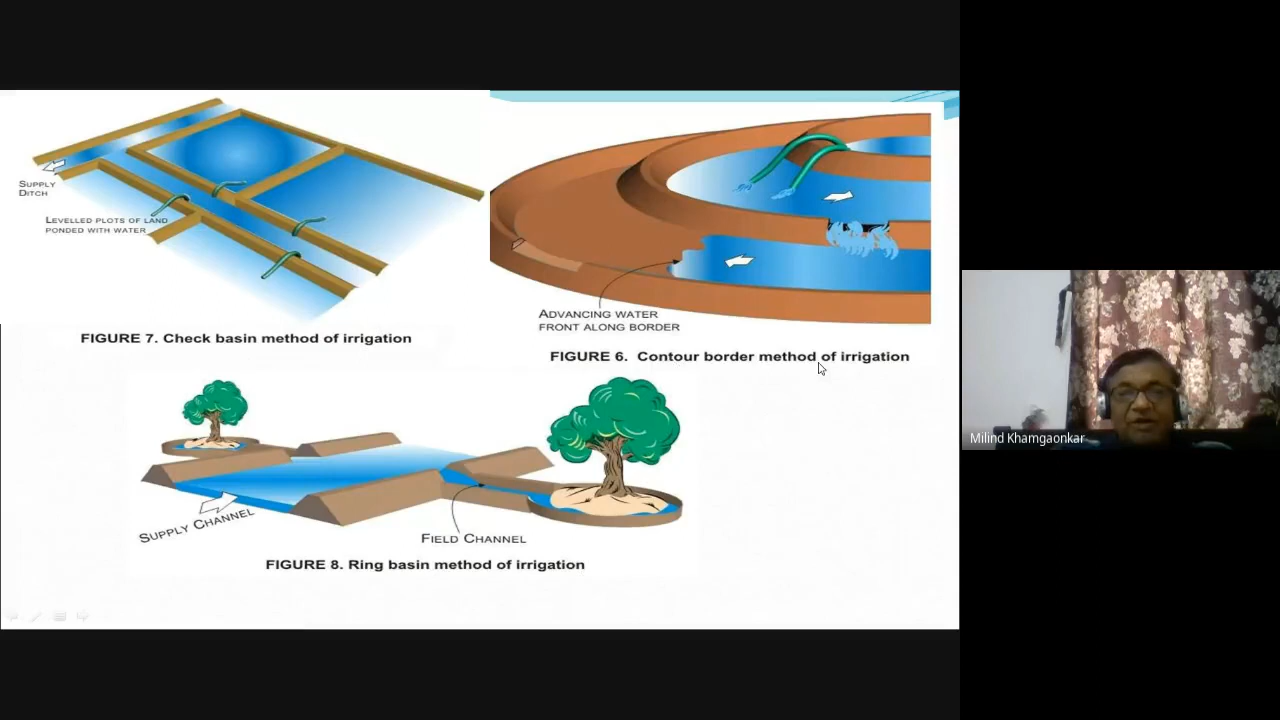 SUPPLY
DITCH
LEVELLED PLOTS OF LAND
PONDED WITH WATER
FIGURE 7. Check basin method of irrigation
ADVANCING WATER
FRONT ALONG BORDER
FIGURE 6. Contour border method of irrigation
SUPPLY CHANNEL
FIELD CHANNEL
FIGURE 8. Ring basin method of irrigation
Milind Khamgaonkar